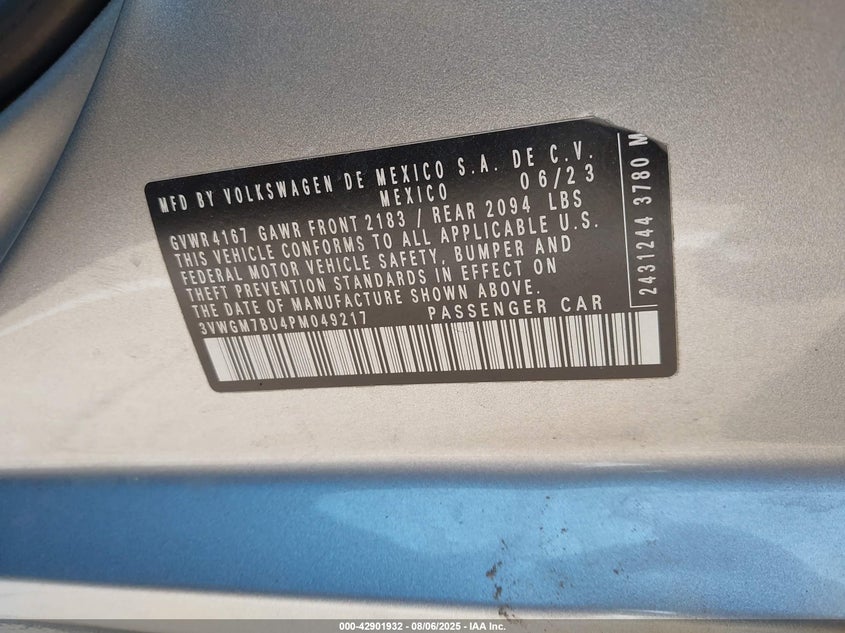 MFD BY VOLKSWAGEN DE MEXICO S.A. DE C.V.
MEXICO 06/23
GVWR 4167 GAWR FRONT 2183 / REAR 2094 LBS
THIS VEHICLE CONFORMS TO ALL APPLICABLE U.S.
FEDERAL MOTOR VEHICLE SAFETY, BUMPER AND
THEFT PREVENTION STANDARDS IN EFFECT ON
THE DATE OF MANUFACTURE SHOWN ABOVE.
3VWGM7BU4PM049217 PASSENGER CAR
2431244 3780 M
000-42901932 - 08/06/2025 - IAA Inc.